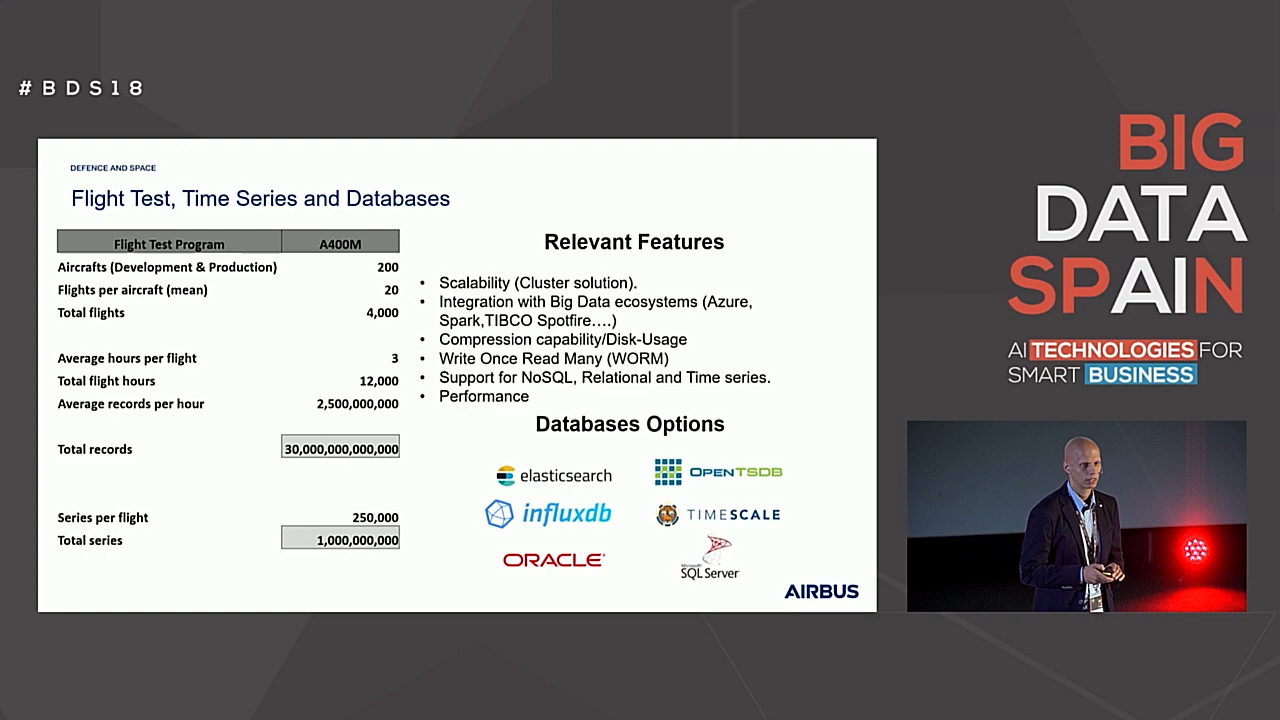 #BDS18
DEFENCE AND SPACE
Flight Test, Time Series and Databases
Flight Test Program A400M
Aircrafts (Development & Production) 200
Flights per aircraft (mean) 20
Total flights 4,000
Average hours per flight 3
Total flight hours 12,000
Average records per hour 2,500,000,000
Total records 30,000,000,000,000
Series per flight 250,000
Total series 1,000,000,000
Relevant Features
• Scalability (Cluster solution).
• Integration with Big Data ecosystems (Azure,
Spark,TIBCO Spotfire....)
• Compression capability/Disk-Usage
• Write Once Read Many (WORM)
• Support for NoSQL, Relational and Time series.
• Performance
Databases Options
elasticsearch
OPENTSDB
influxdb
TIMESCALE
ORACLE
Microsoft
SQL Server
AIRBUS
BIG
DATA
SPAIN
AI TECHNOLOGIES FOR
SMART BUSINESS